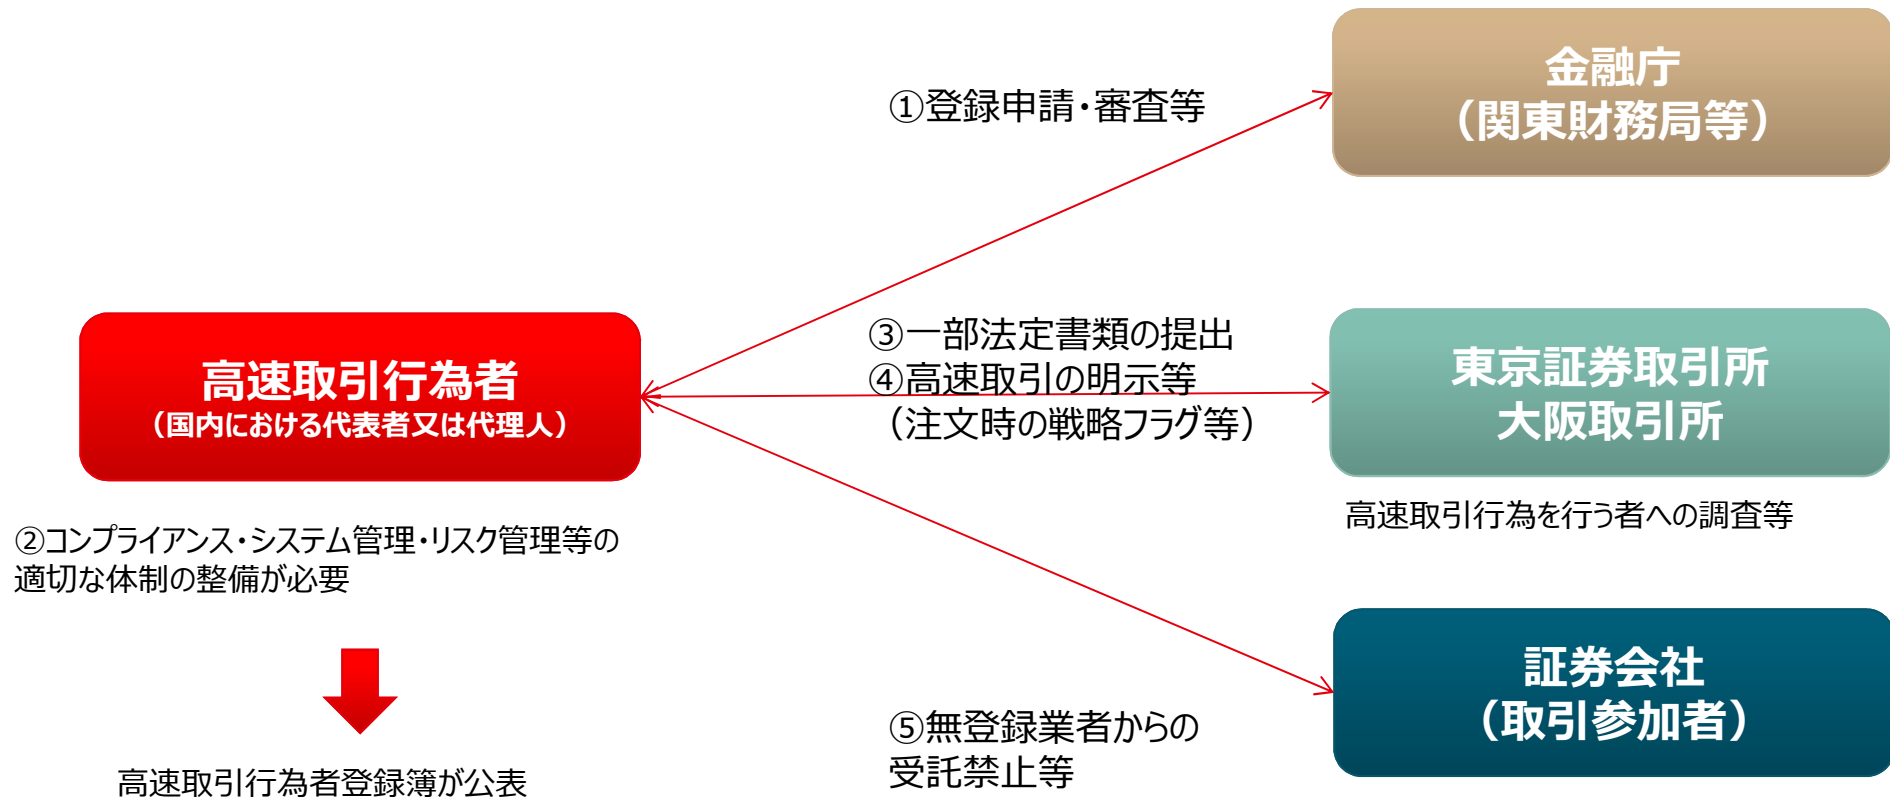 金融庁
（関東財務局等）
①登録申請・審査等
高速取引行為者
（国内における代表者又は代理人）
③一部法定書類の提出
④高速取引の明示等
（注文時の戦略フラグ等）
東京証券取引所
大阪取引所
高速取引行為を行う者への調査等
②コンプライアンス・システム管理・リスク管理等の
適切な体制の整備が必要
高速取引行為者登録簿が公表
⑤無登録業者からの
受託禁止等
証券会社
（取引参加者）